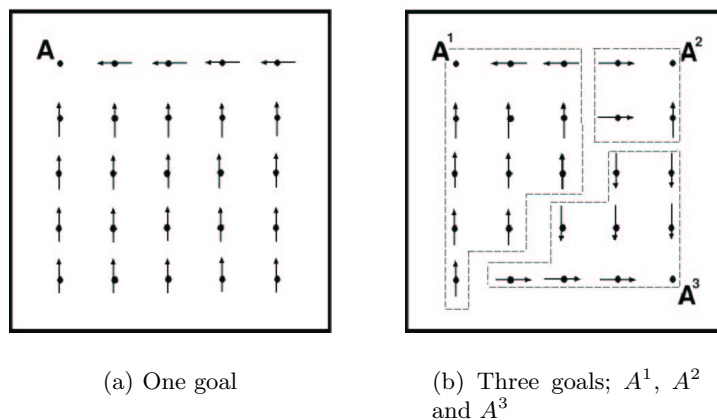 A
A¹
A²
A³
(a) One goal
(b) Three goals; A¹, A²
and A³